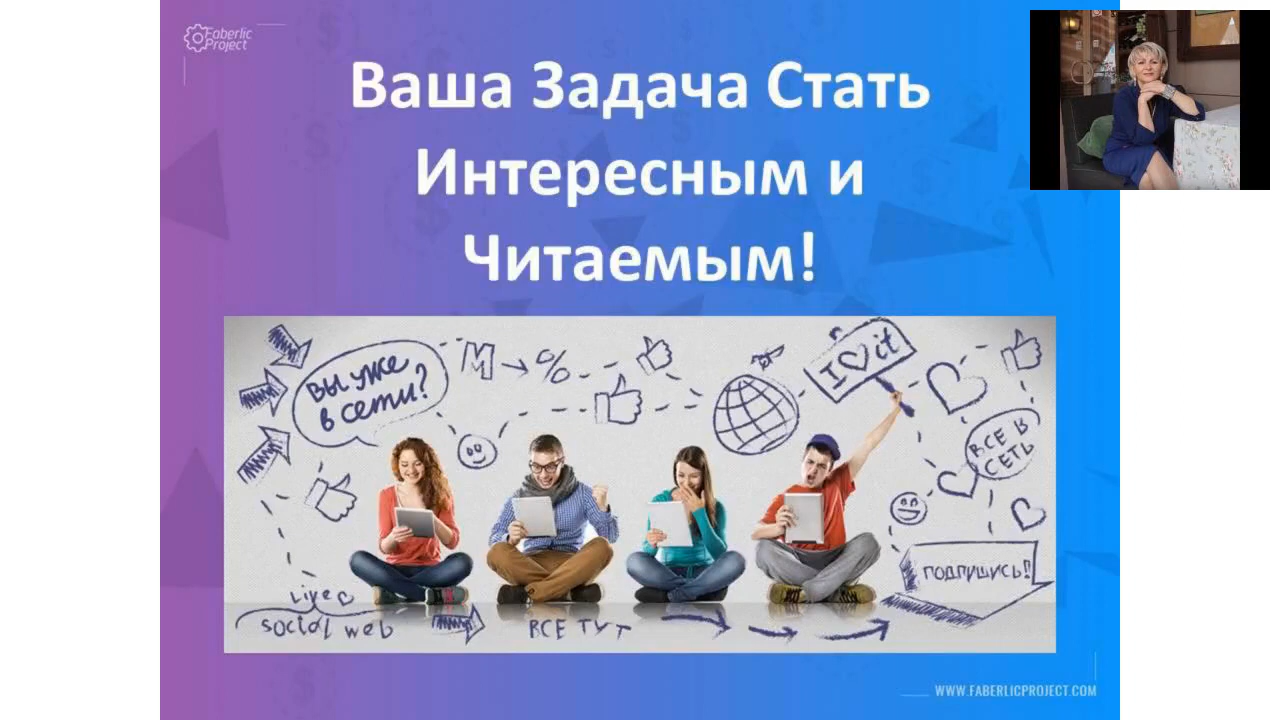 Faberlic
Project
Ваша Задача Стать
Интересным и
Читаемым!
Вы уже
в сети?
М → %
I ♡ it
ВСЕ В
СЕТЬ
ПОДПИШИСЬ!
Like ♡
social web
ВСЕ ТУТ
WWW.FABERLICPROJECT.COM